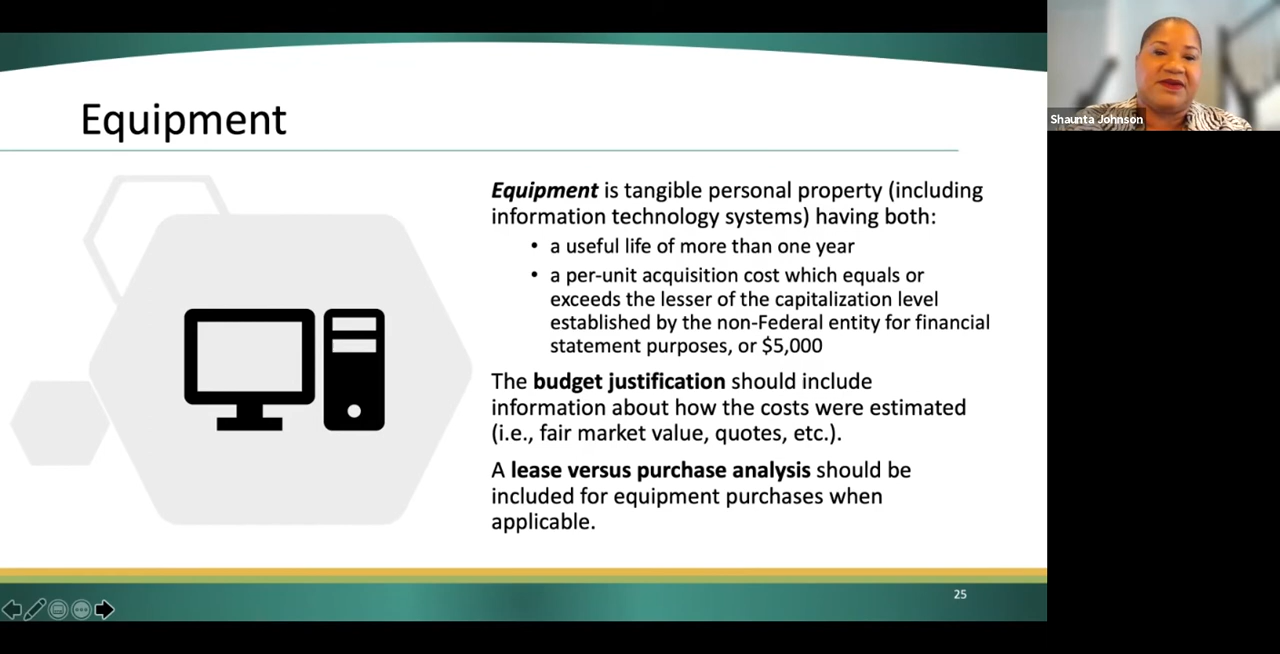 Equipment
Equipment is tangible personal property (including
information technology systems) having both:
• a useful life of more than one year
• a per-unit acquisition cost which equals or
exceeds the lesser of the capitalization level
established by the non-Federal entity for financial
statement purposes, or $5,000
The budget justification should include
information about how the costs were estimated
(i.e., fair market value, quotes, etc.).
A lease versus purchase analysis should be
included for equipment purchases when
applicable.
25
Shaunta Johnson